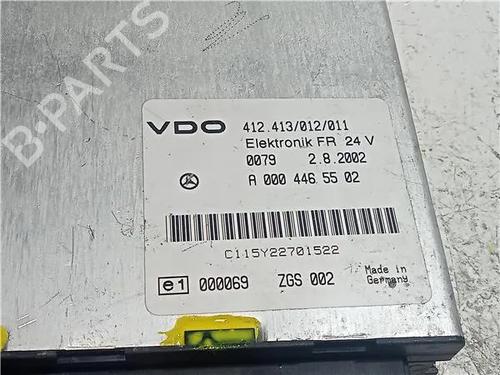 B-PARTS
VDO 412.413/012/011
Elektronik FR 24 V
0079 2.8.2002
A 000 446 55 02
C115Y22701522
e1 000069 ZGS 002 Made in
Germany